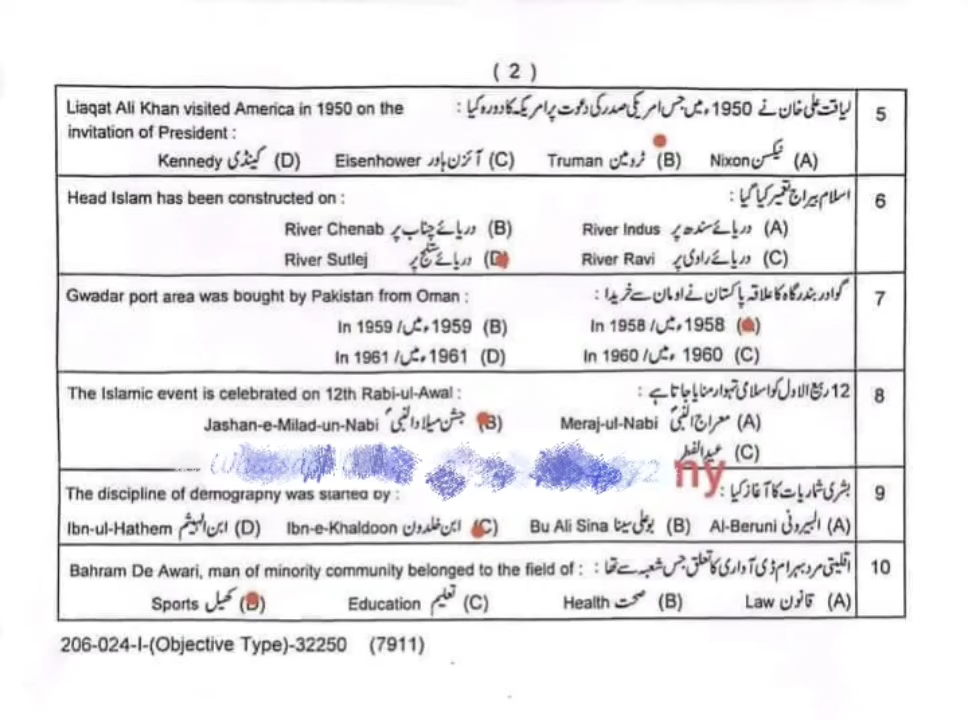 ( 2 )
Liaqat Ali Khan visited America in 1950 on the لیاقت علی خان نے 1950ء میں جس امریکی صدر کی دعوت پر امریکہ کا دورہ کیا : 5
invitation of President :
Kennedy کینڈی (D) Eisenhower آئزن ہاور (C) Truman ٹرومین (B) Nixon نیکسن (A)
Head Islam has been constructed on : اسلام بیراج تعمیر کیا گیا : 6
River Chenab دریائے چناب پر (B) River Indus دریائے سندھ پر (A)
River Sutlej دریائے ستلج پر (D) River Ravi دریائے راوی پر (C)
Gwadar port area was bought by Pakistan from Oman : گوادر بندرگاہ کا علاقہ پاکستان نے اومان سے خریدا : 7
In 1959 / 1959ء میں (B) In 1958 / 1958ء میں (A)
In 1961 / 1961ء میں (D) In 1960 / 1960ء میں (C)
The Islamic event is celebrated on 12th Rabi-ul-Awal : 12 ربیع الاول کو اسلامی تہوار منایا جاتا ہے : 8
Jashan-e-Milad-un-Nabi جشن میلاد النبیؐ (B) Meraj-ul-Nabi معراج النبیؐ (A)
عید الفطر (C)
ny
The discipline of demography was started by : بشری شماریات کا آغاز کیا : 9
Ibn-ul-Hathem ابن الہیثم (D) Ibn-e-Khaldoon ابن خلدون (C) Bu Ali Sina بوعلی سینا (B) Al-Beruni البیرونی (A)
Bahram De Awari, man of minority community belonged to the field of : اقلیتی مرد بہرام ڈی آواری کا تعلق جس شعبہ سے تھا : 10
Sports کھیل (D) Education تعلیم (C) Health صحت (B) Law قانون (A)
206-024-I-(Objective Type)-32250 (7911)